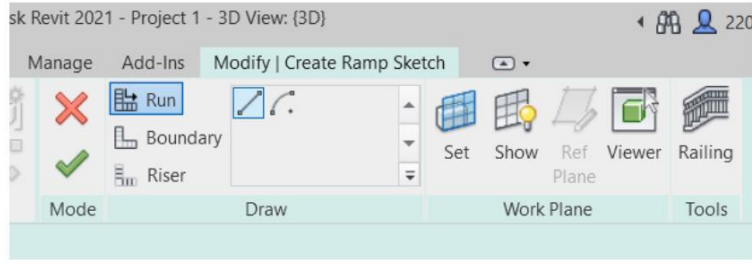 sk Revit 2021 - Project 1 - 3D View: {3D}
220
Manage Add-Ins Modify | Create Ramp Sketch
Run
Boundary
Riser
Set Show Ref Plane Viewer Railing
Mode Draw Work Plane Tools